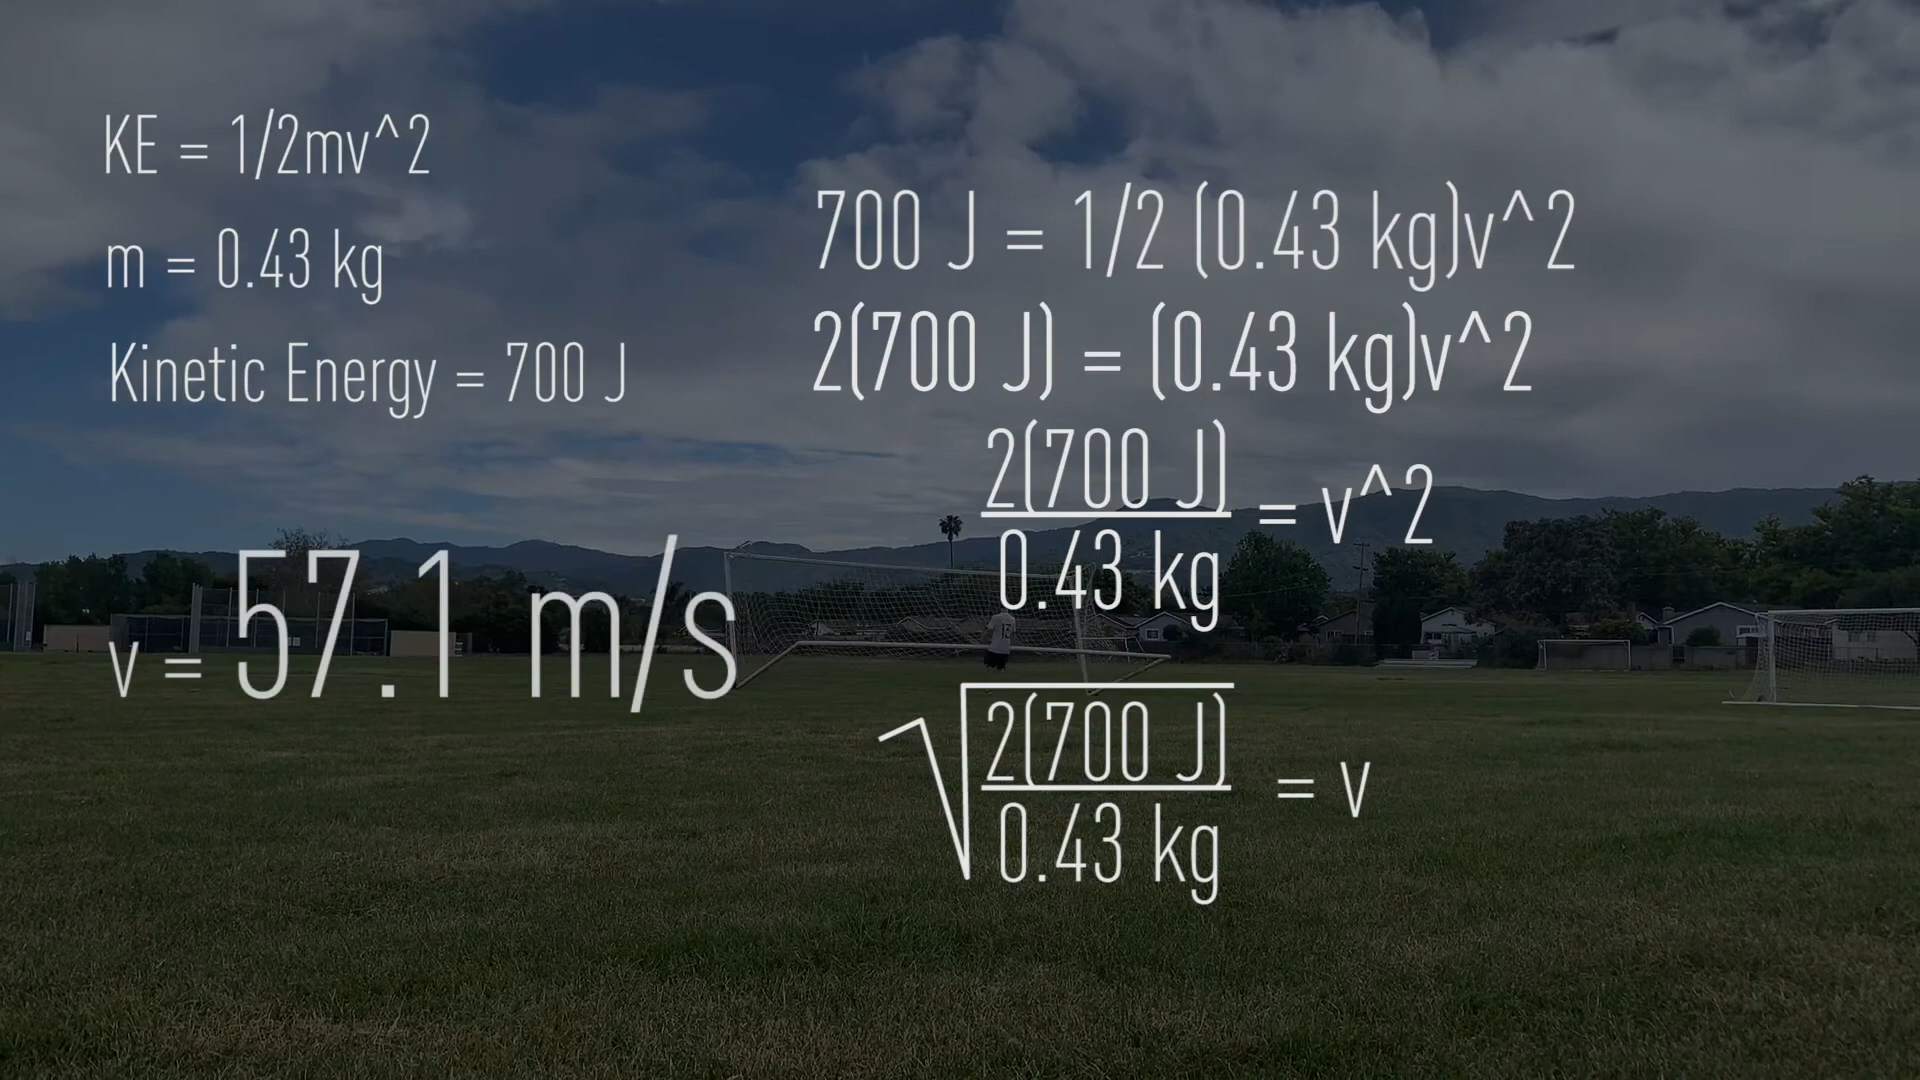 KE = 1/2mv^2
m = 0.43 kg
Kinetic Energy = 700 J
v = 57.1 m/s
700 J = 1/2 (0.43 kg)v^2
2(700 J) = (0.43 kg)v^2
2(700 J)
0.43 kg
= v^2
√
2(700 J)
0.43 kg
= v
13